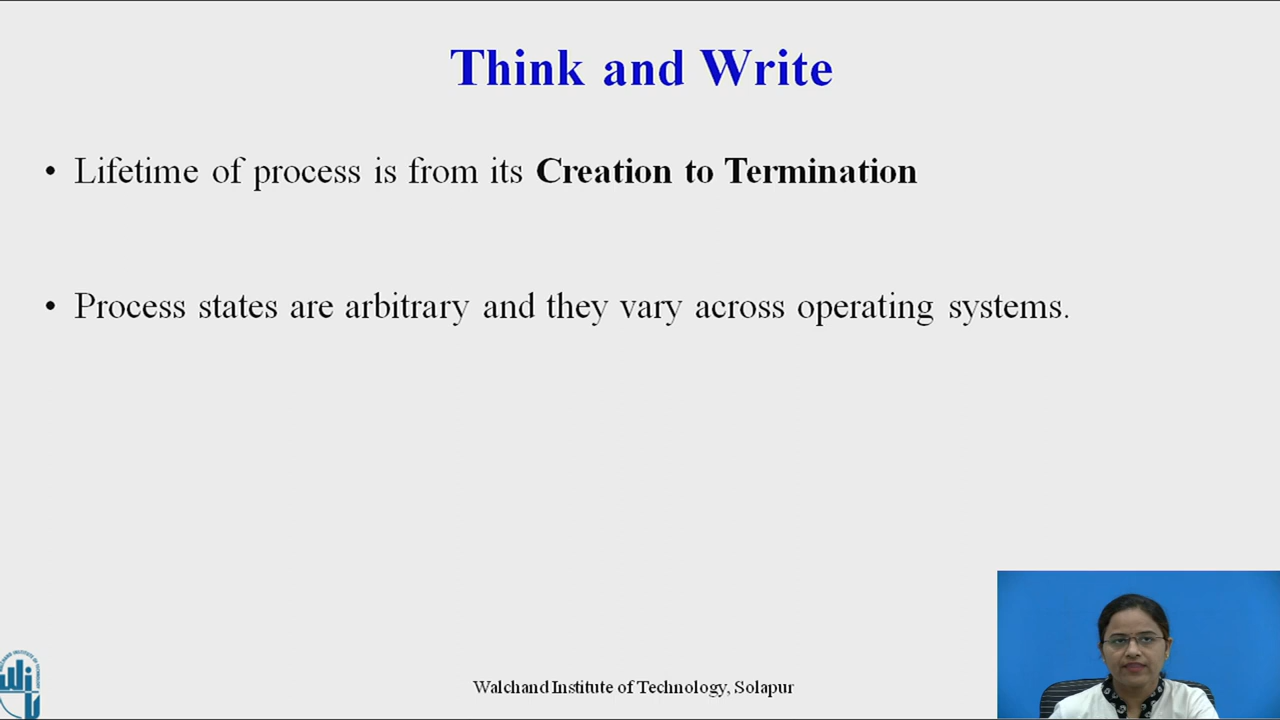 Think and Write
• Lifetime of process is from its Creation to Termination
• Process states are arbitrary and they vary across operating systems.
Walchand Institute of Technology, Solapur